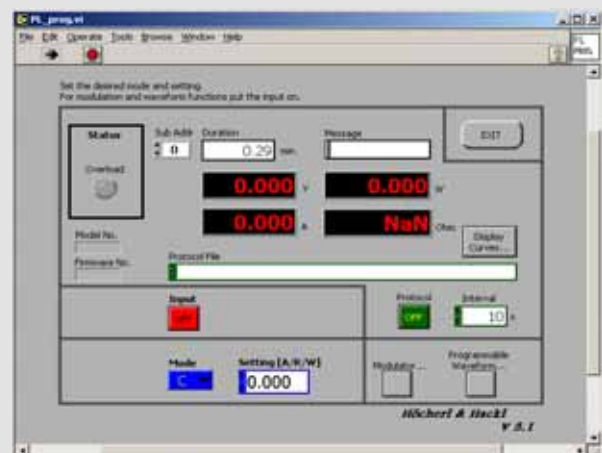 PL_prog.vi
File Edit Operate Tools Browse Window Help
PL
Set the desired mode and setting.
For modulation and waveform functions put the input on.
Status
Overload
Sub Addr
0
Duration
0.29 min.
Message
EXIT
0.000 V
0.000 W
0.000 A
NaN Ohm
Display
Curves...
Model No.
Firmware No.
Protocol File
Input
OFF
Protocol
OFF
Interval
10 s
Mode
C
Setting [A/R/W]
0.000
Modulator...
Programmable
Waveform...
Höcherl & Hackl
V 5.1